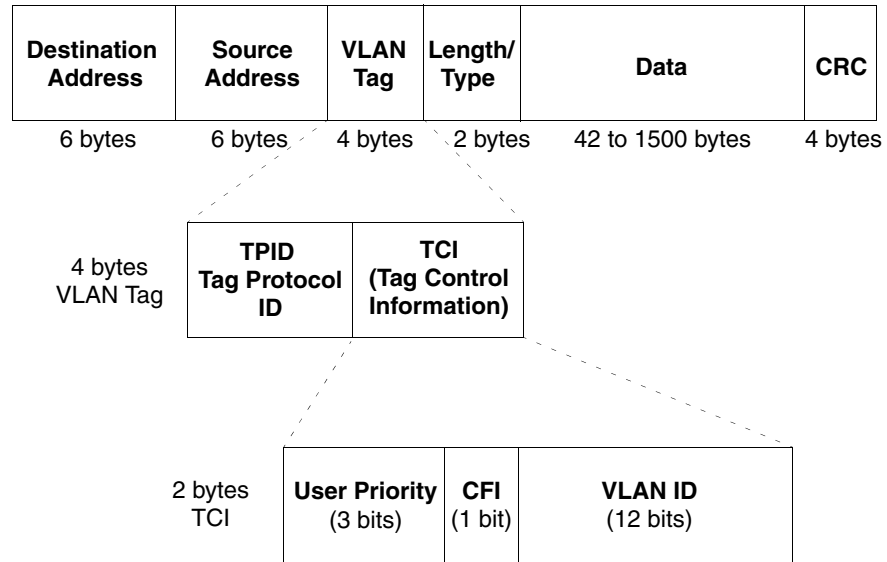 Destination Address
Source Address
VLAN Tag
Length/ Type
Data
CRC
6 bytes
6 bytes
4 bytes
2 bytes
42 to 1500 bytes
4 bytes
4 bytes
VLAN Tag
TPID
Tag Protocol
ID
TCI
(Tag Control
Information)
2 bytes
TCI
User Priority
(3 bits)
CFI
(1 bit)
VLAN ID
(12 bits)